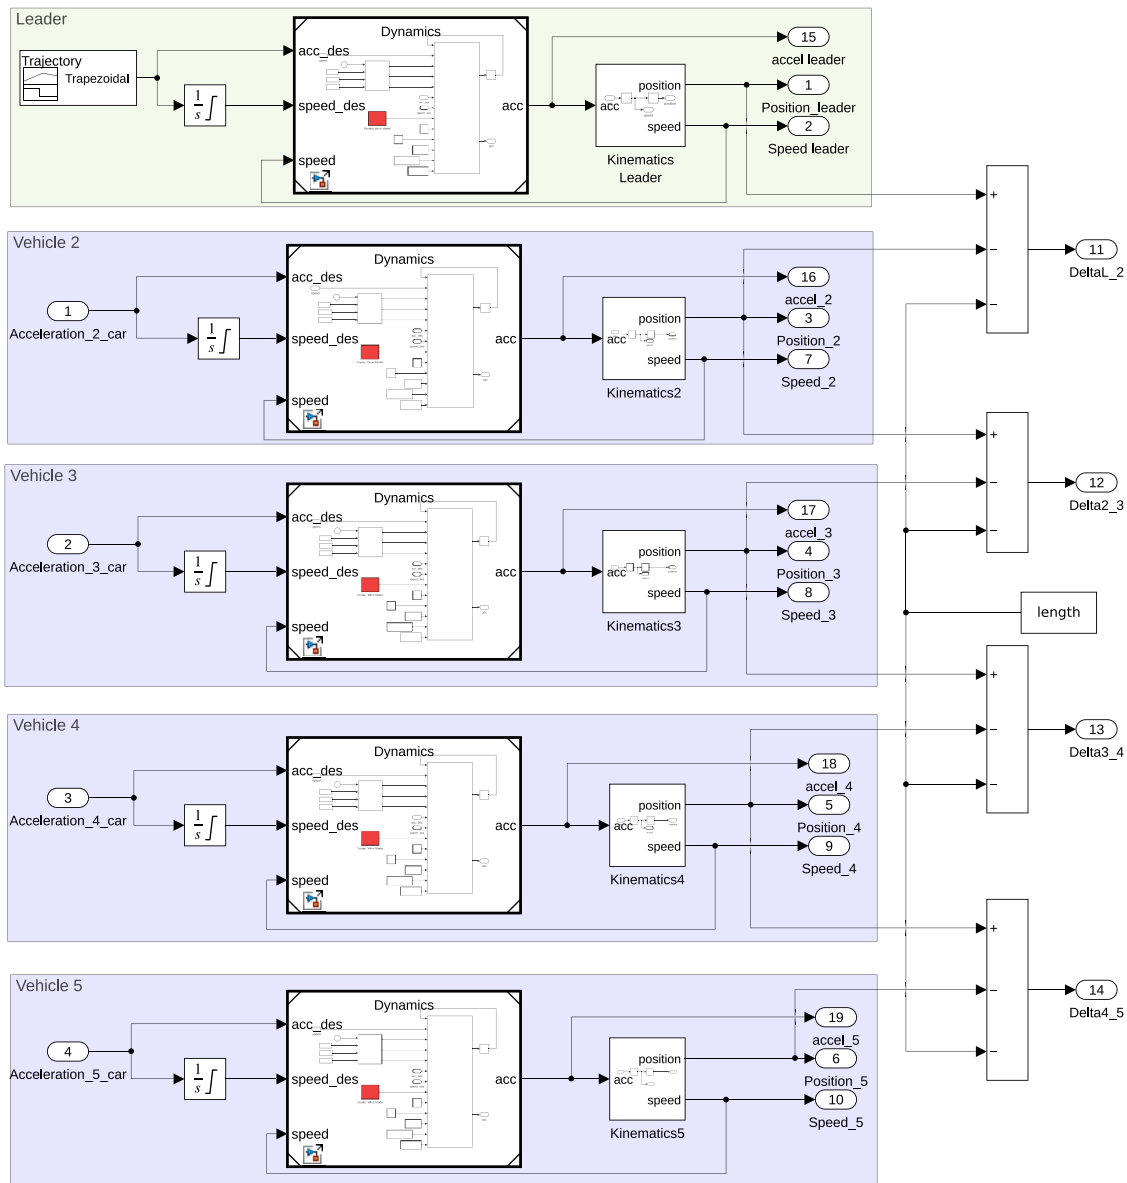 Leader
Trajectory
Trapezoidal
1
s
Dynamics
acc_des
speed_des
speed
acc
acc
position
speed
Kinematics
Leader
15
accel leader
1
Position_leader
2
Speed leader
+
−
−
11
DeltaL_2
Vehicle 2
1
Acceleration_2_car
1
s
Dynamics
acc_des
speed_des
speed
acc
acc
position
speed
Kinematics2
16
accel_2
3
Position_2
7
Speed_2
+
−
−
12
Delta2_3
Vehicle 3
2
Acceleration_3_car
1
s
Dynamics
acc_des
speed_des
speed
acc
acc
position
speed
Kinematics3
17
accel_3
4
Position_3
8
Speed_3
length
+
−
−
13
Delta3_4
Vehicle 4
3
Acceleration_4_car
1
s
Dynamics
acc_des
speed_des
speed
acc
acc
position
speed
Kinematics4
18
accel_4
5
Position_4
9
Speed_4
+
−
−
14
Delta4_5
Vehicle 5
4
Acceleration_5_car
1
s
Dynamics
acc_des
speed_des
speed
acc
acc
position
speed
Kinematics5
19
accel_5
6
Position_5
10
Speed_5